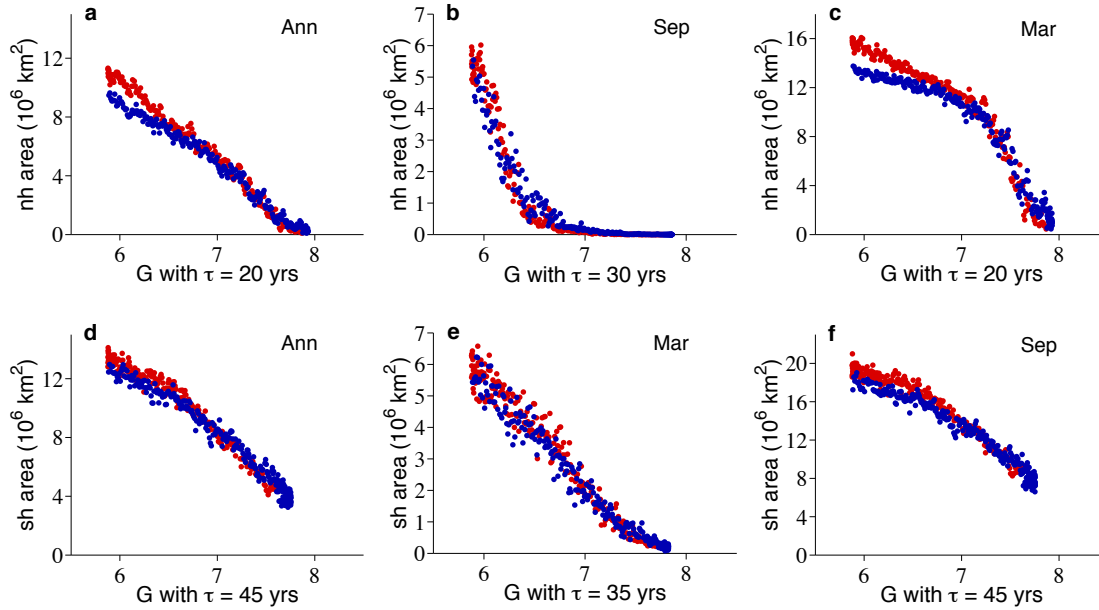 a
Ann
nh area (10⁶ km²)
12
8
4
0
6 7 8
G with τ = 20 yrs
b
Sep
nh area (10⁶ km²)
7
6
5
4
3
2
1
0
6 7 8
G with τ = 30 yrs
c
Mar
nh area (10⁶ km²)
16
12
8
4
0
6 7 8
G with τ = 20 yrs
d
Ann
sh area (10⁶ km²)
12
8
4
0
6 7 8
G with τ = 45 yrs
e
Mar
sh area (10⁶ km²)
7
6
5
4
3
2
1
0
6 7 8
G with τ = 35 yrs
f
Sep
sh area (10⁶ km²)
20
16
12
8
4
0
6 7 8
G with τ = 45 yrs